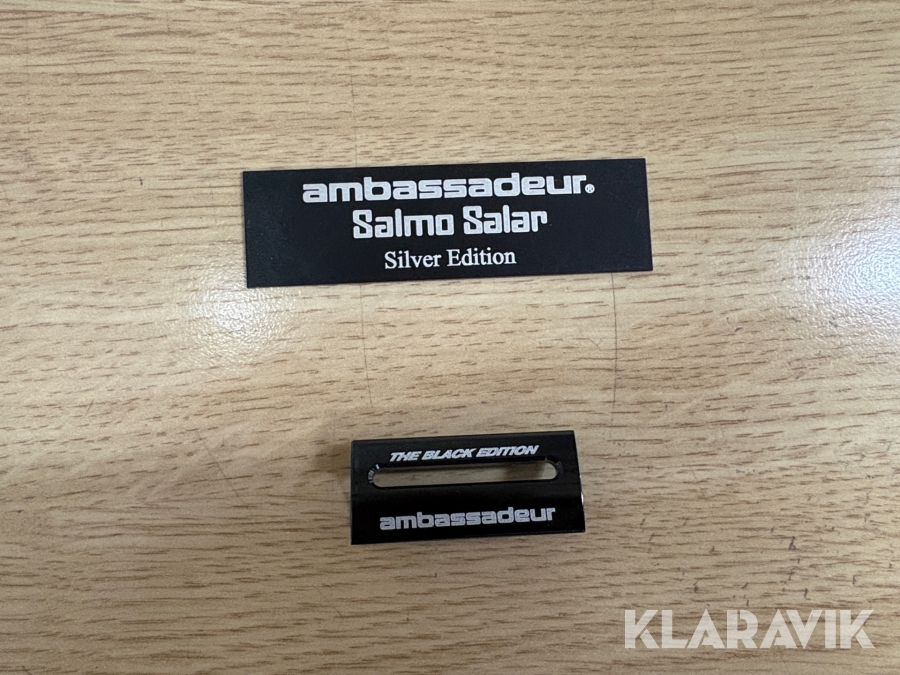 ambassadeur®
Salmo Salar
Silver Edition
THE BLACK EDITION
ambassadeur
KLARAVIK